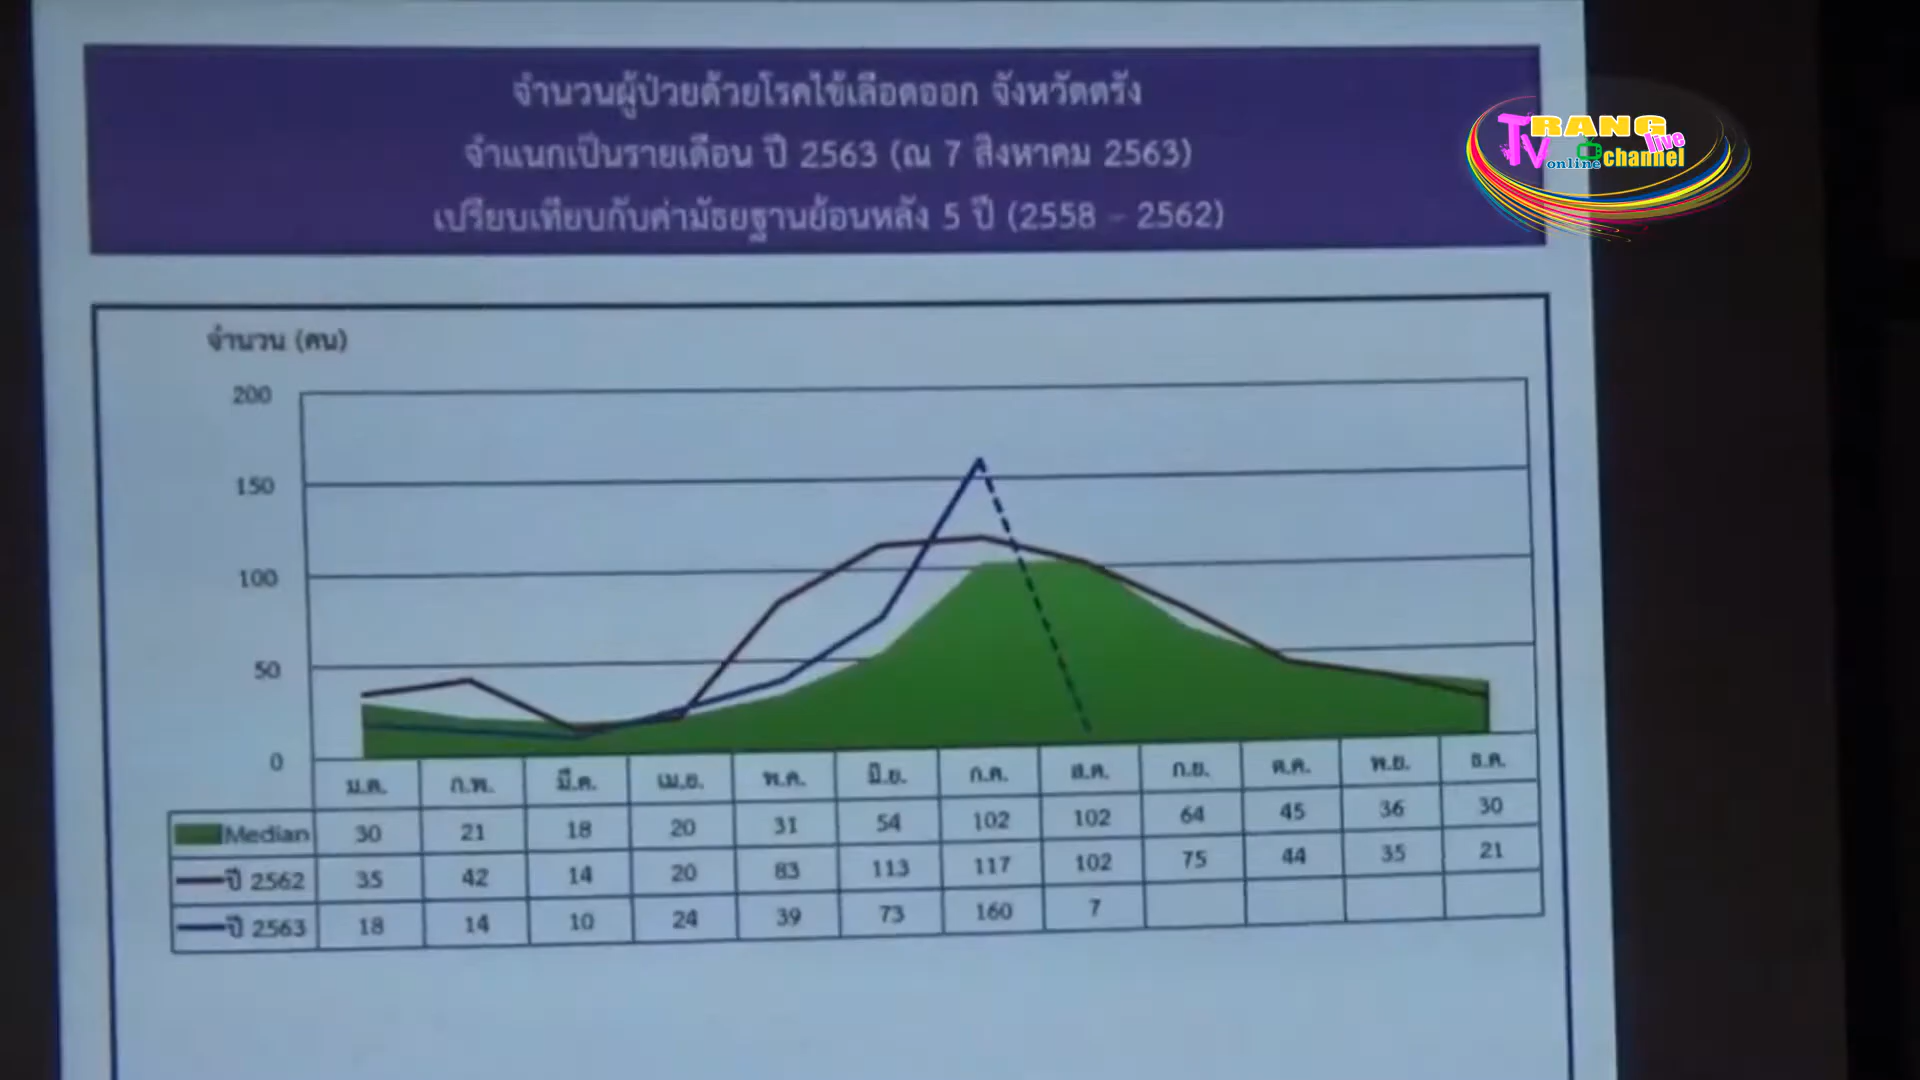 จำนวนผู้ป่วยด้วยโรคไข้เลือดออก จังหวัดตรัง
จำแนกเป็นรายเดือน ปี 2563 (ณ 7 สิงหาคม 2563)
เปรียบเทียบกับค่ามัธยฐานย้อนหลัง 5 ปี (2558 - 2562)
TV TRANG live
online channel
จำนวน (คน)
200
150
100
50
0
ม.ค. ก.พ. มี.ค. เม.ย. พ.ค. มิ.ย. ก.ค. ส.ค. ก.ย. ต.ค. พ.ย. ธ.ค.
Median 30 21 18 20 31 54 102 102 64 45 36 30
ปี 2562 35 42 14 20 83 113 117 102 75 44 35 21
ปี 2563 18 14 10 24 39 73 160 7